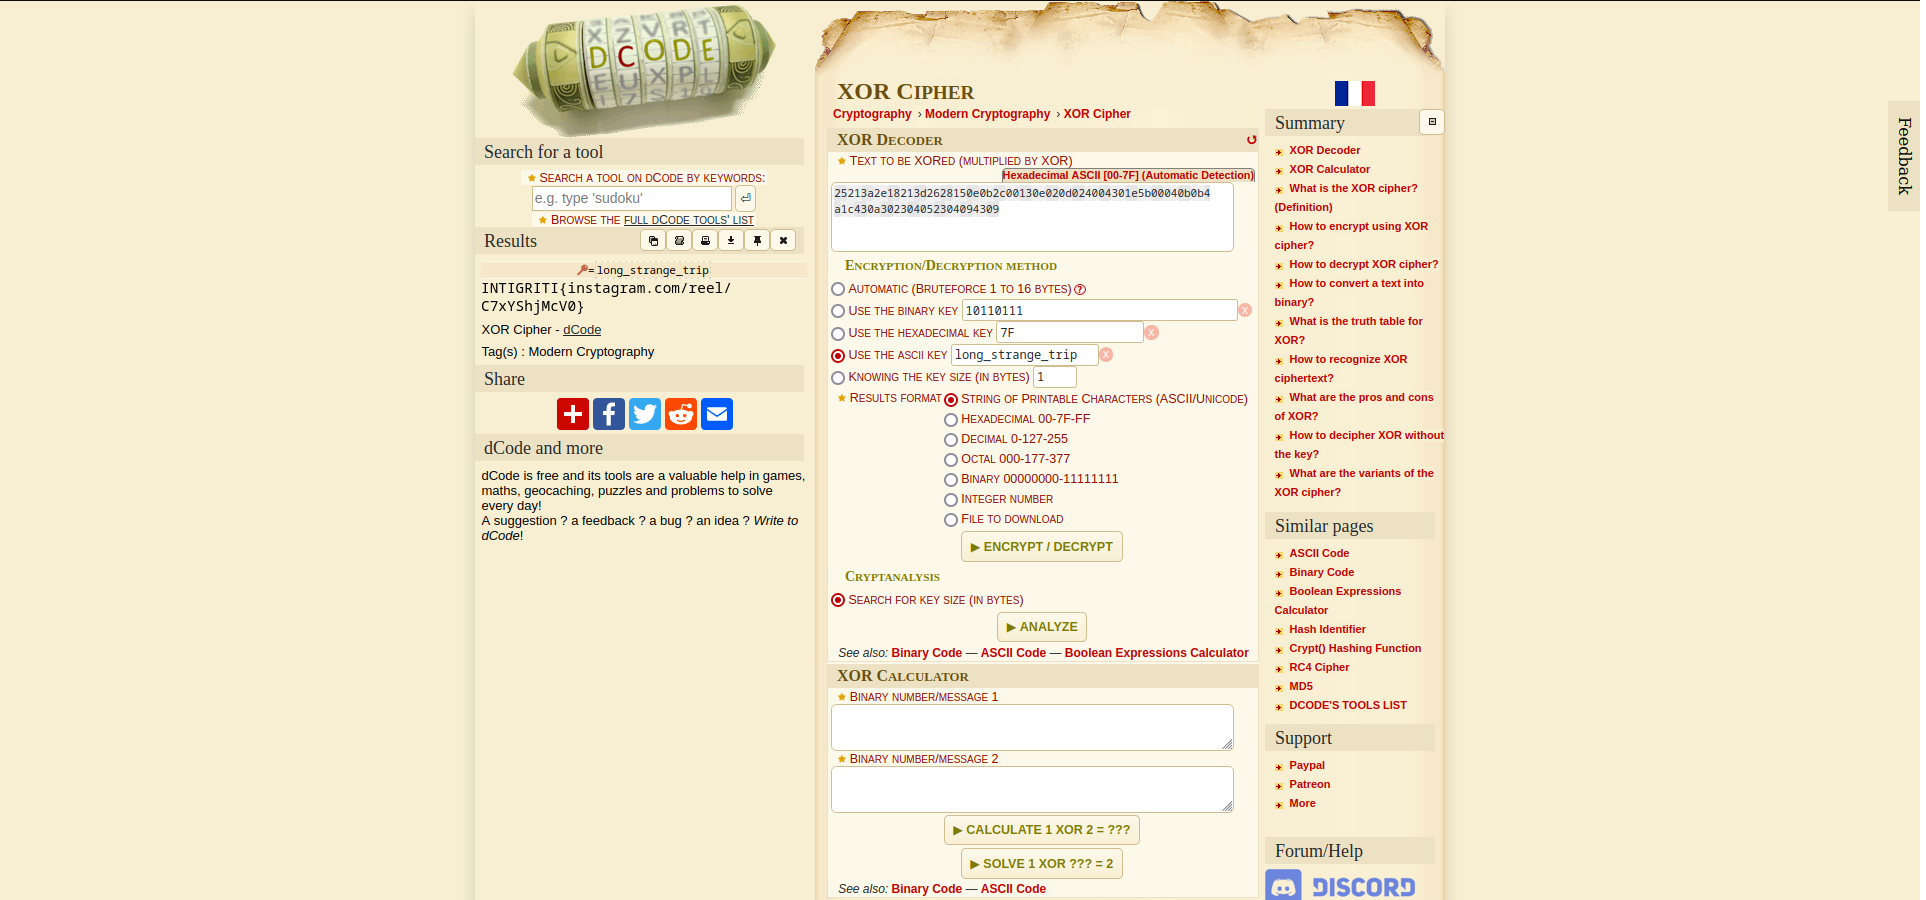 X Z V R T
D C O D E
E U X P L
Search for a tool
★ Search a tool on dCode by keywords:
e.g. type 'sudoku'
★ Browse the full dCode tools' list
Results
=long_strange_trip
INTIGRITI{instagram.com/reel/
C7xYShjMcV0}
XOR Cipher - dCode
Tag(s) : Modern Cryptography
Share
dCode and more
dCode is free and its tools are a valuable help in games,
maths, geocaching, puzzles and problems to solve
every day!
A suggestion ? a feedback ? a bug ? an idea ? Write to
dCode!
XOR Cipher
Cryptography › Modern Cryptography › XOR Cipher
XOR Decoder
★ Text to be XORed (multiplied by XOR)
Hexadecimal ASCII [00-7F] (Automatic Detection)
25213a2e18213d2628150e0b2c00130e020d024004301e5b00040b0b4
a1c430a302304052304094309
Encryption/Decryption method
Automatic (Bruteforce 1 to 16 bytes) ?
Use the binary key 10110111 X
Use the hexadecimal key 7F X
Use the ASCII key long_strange_trip X
Knowing the key size (in bytes) 1
★ Results format String of Printable Characters (ASCII/Unicode)
Hexadecimal 00-7F-FF
Decimal 0-127-255
Octal 000-177-377
Binary 00000000-11111111
Integer number
File to download
▶ ENCRYPT / DECRYPT
Cryptanalysis
Search for key size (in bytes)
▶ ANALYZE
See also: Binary Code — ASCII Code — Boolean Expressions Calculator
XOR Calculator
★ Binary number/message 1
★ Binary number/message 2
▶ CALCULATE 1 XOR 2 = ???
▶ SOLVE 1 XOR ??? = 2
See also: Binary Code — ASCII Code
Summary
XOR Decoder
XOR Calculator
What is the XOR cipher?
(Definition)
How to encrypt using XOR
cipher?
How to decrypt XOR cipher?
How to convert a text into
binary?
What is the truth table for
XOR?
How to recognize XOR
ciphertext?
What are the pros and cons
of XOR?
How to decipher XOR without
the key?
What are the variants of the
XOR cipher?
Similar pages
ASCII Code
Binary Code
Boolean Expressions
Calculator
Hash Identifier
Crypt() Hashing Function
RC4 Cipher
MD5
DCODE'S TOOLS LIST
Support
Paypal
Patreon
More
Forum/Help
DISCORD
Feedback